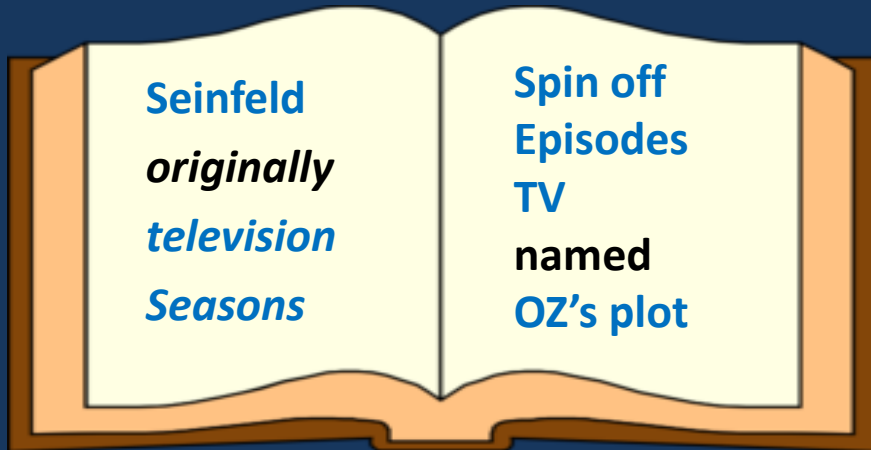 Seinfeld
originally
television
Seasons
Spin off
Episodes
TV
named
OZ’s plot